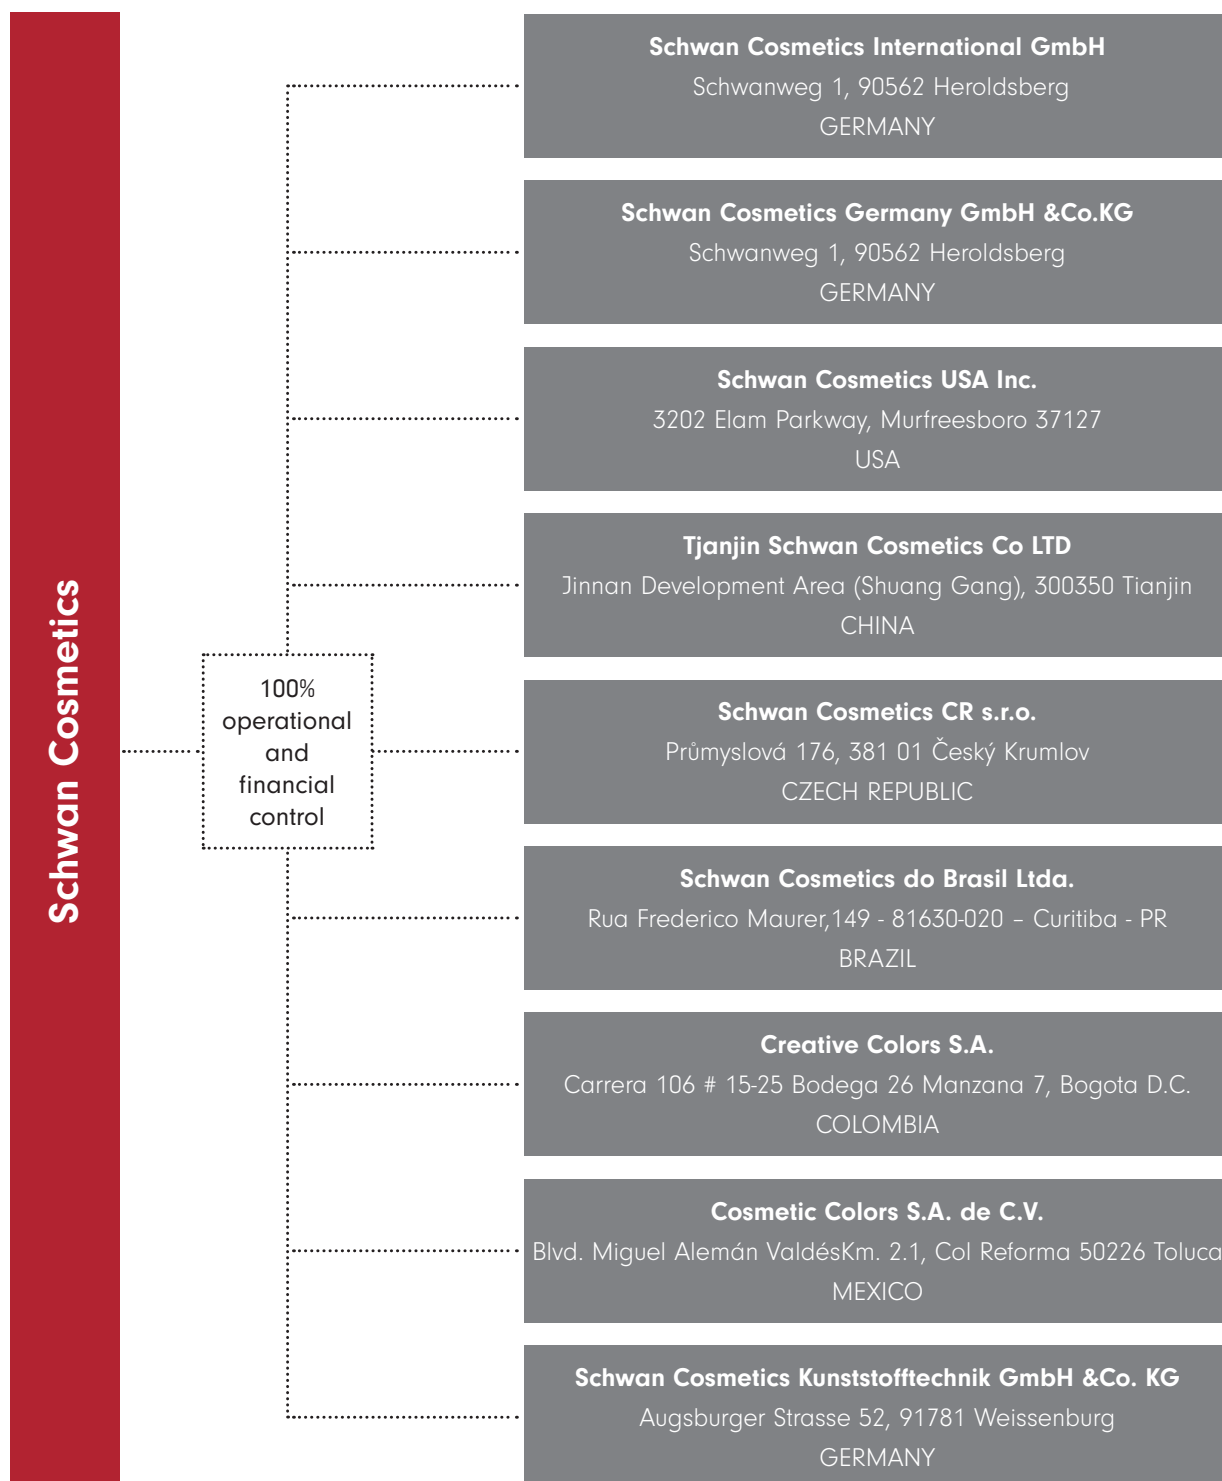 Schwan Cosmetics
100%
operational
and
financial
control
Schwan Cosmetics International GmbH
Schwanweg 1, 90562 Heroldsberg
GERMANY
Schwan Cosmetics Germany GmbH &Co.KG
Schwanweg 1, 90562 Heroldsberg
GERMANY
Schwan Cosmetics USA Inc.
3202 Elam Parkway, Murfreesboro 37127
USA
Tjanjin Schwan Cosmetics Co LTD
Jinnan Development Area (Shuang Gang), 300350 Tianjin
CHINA
Schwan Cosmetics CR s.r.o.
Průmyslová 176, 381 01 Český Krumlov
CZECH REPUBLIC
Schwan Cosmetics do Brasil Ltda.
Rua Frederico Maurer,149 - 81630-020 – Curitiba - PR
BRAZIL
Creative Colors S.A.
Carrera 106 # 15-25 Bodega 26 Manzana 7, Bogota D.C.
COLOMBIA
Cosmetic Colors S.A. de C.V.
Blvd. Miguel Alemán ValdésKm. 2.1, Col Reforma 50226 Toluca
MEXICO
Schwan Cosmetics Kunststofftechnik GmbH &Co. KG
Augsburger Strasse 52, 91781 Weissenburg
GERMANY